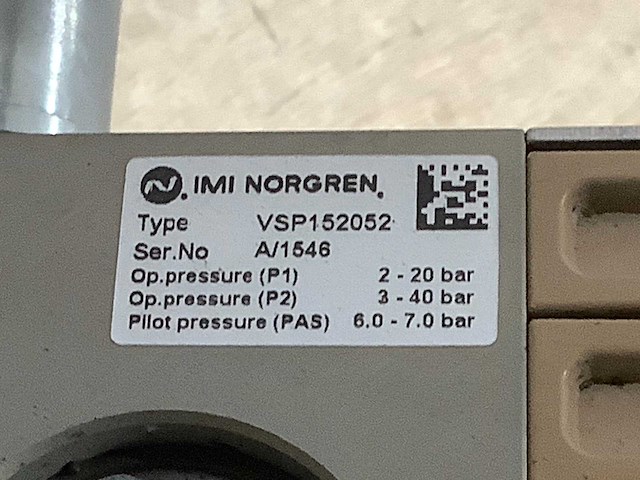 IMI NORGREN.
Type VSP152052
Ser.No A/1546
Op.pressure (P1) 2 - 20 bar
Op.pressure (P2) 3 - 40 bar
Pilot pressure (PAS) 6.0 - 7.0 bar